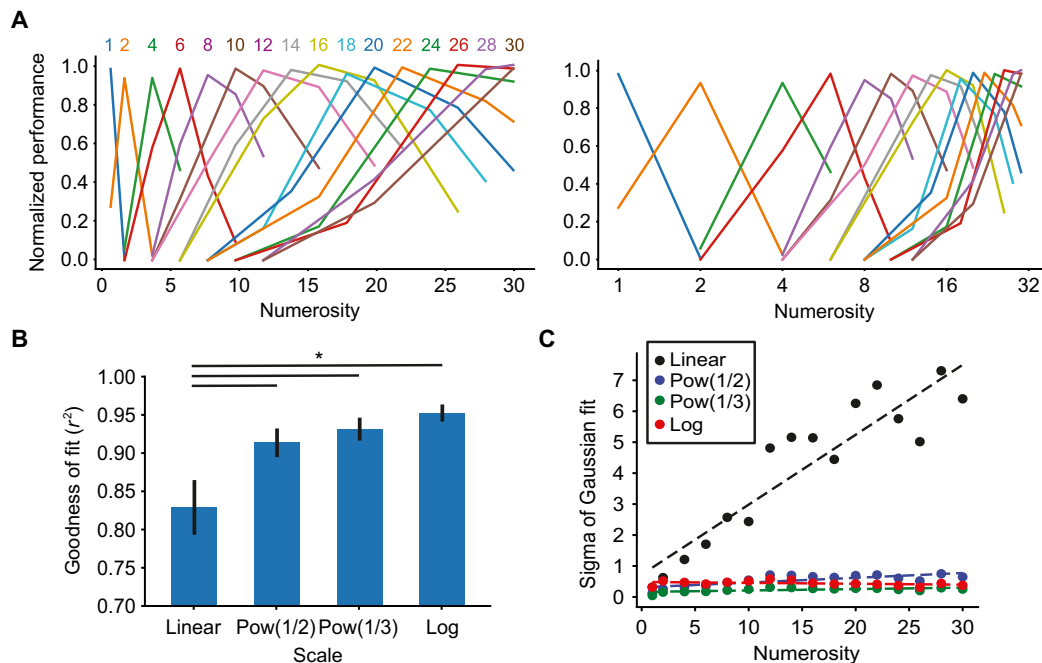 A
1 2 4 6 8 10 12 14 16 18 20 22 24 26 28 30
Normalized performance
1.0
0.8
0.6
0.4
0.2
0.0
0 5 10 15 20 25 30
Numerosity
1.0
0.8
0.6
0.4
0.2
0.0
1 2 4 8 16 32
Numerosity
B
*
Goodness of fit (r²)
1.00
0.95
0.90
0.85
0.80
0.75
0.70
Linear Pow(1/2) Pow(1/3) Log
Scale
C
Linear
Pow(1/2)
Pow(1/3)
Log
Sigma of Gaussian fit
7
6
5
4
3
2
1
0
0 5 10 15 20 25 30
Numerosity